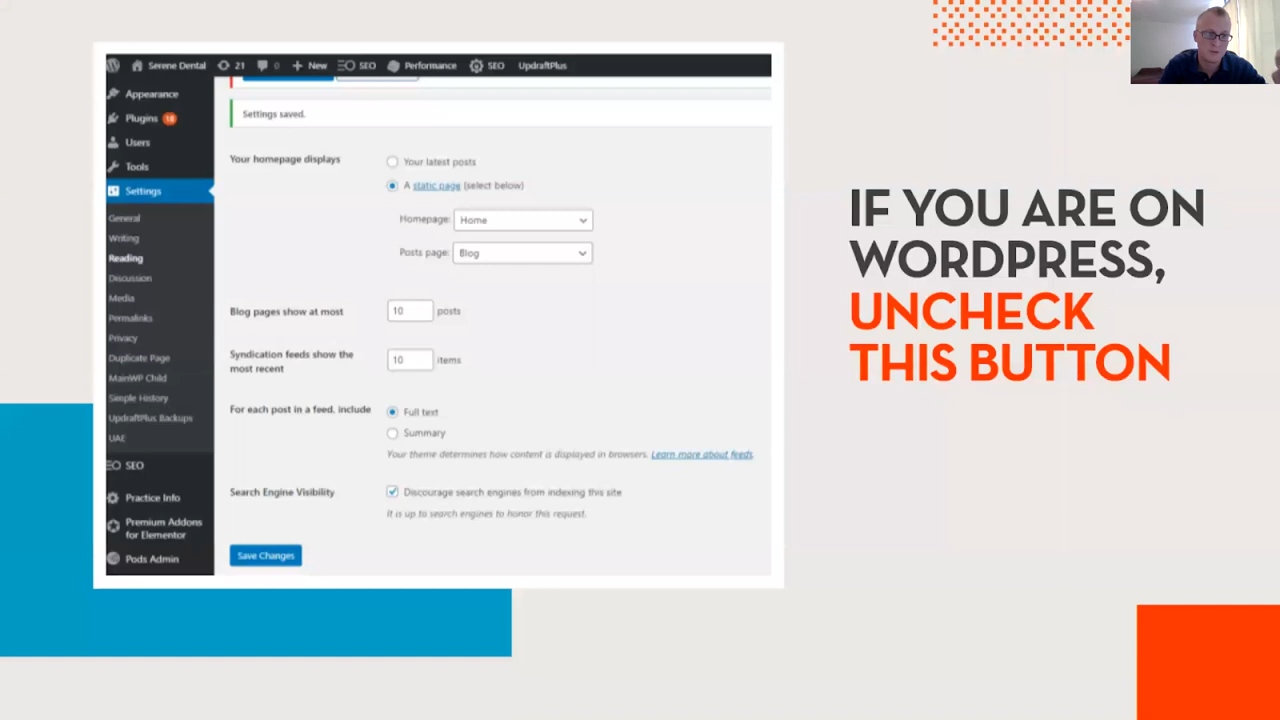 Serene Dental 21 0 New SEO Performance SEO UpdraftPlus
Appearance
Plugins 18
Users
Tools
Settings
General
Writing
Reading
Discussion
Media
Permalinks
Privacy
Duplicate Page
MainWP Child
Simple History
UpdraftPlus Backups
UAE
SEO
Practice Info
Premium Addons
for Elementor
Pods Admin
Settings saved.
Your homepage displays
Your latest posts
A static page (select below)
Homepage: Home
Posts page: Blog
Blog pages show at most 10 posts
Syndication feeds show the
most recent
10 items
For each post in a feed, include
Full text
Summary
Your theme determines how content is displayed in browsers. Learn more about feeds.
Search Engine Visibility
Discourage search engines from indexing this site
It is up to search engines to honor this request.
Save Changes
IF YOU ARE ON
WORDPRESS,
UNCHECK
THIS BUTTON